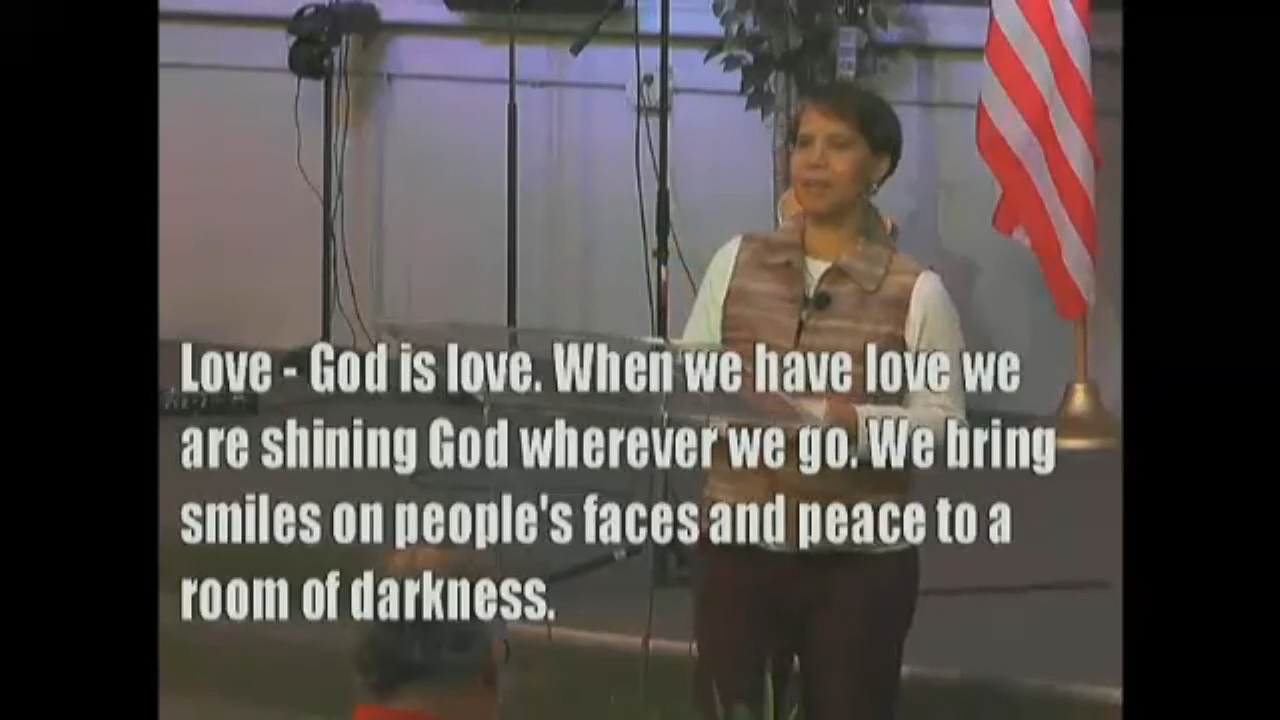 Love - God is love. When we have love we
are shining God wherever we go. We bring
smiles on people's faces and peace to a
room of darkness.